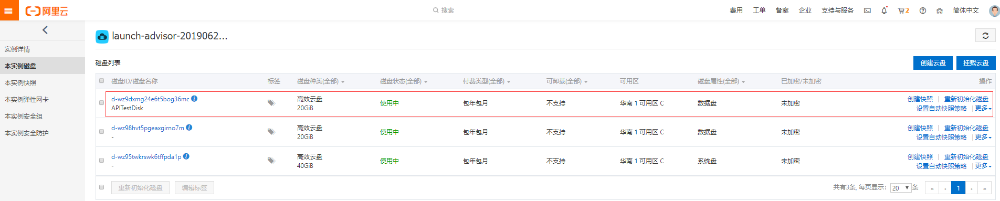 阿里云
搜索
费用 工单 备案 企业 支持与服务 2 简体中文
launch-advisor-2019062...
实例详情
本实例磁盘
本实例快照
本实例弹性网卡
本实例安全组
本实例安全防护
磁盘列表
创建云盘 挂载云盘
磁盘ID/磁盘名称 标签 磁盘种类(全部) 磁盘状态(全部) 付费类型(全部) 可卸载(全部) 可用区 磁盘属性(全部) 已加密/未加密 操作
d-wz9dxmg24e6t5bog36mc 高效云盘 创建快照 | 重新初始化磁盘
使用中 包年包月 不支持 华南 1 可用区 C 数据盘 未加密
APITestDisk 20GiB 设置自动快照策略 | 更多
d-wz98hvt5pgeaxgirno7m 高效云盘 创建快照 | 重新初始化磁盘
使用中 包年包月 不支持 华南 1 可用区 C 数据盘 未加密
- 20GiB 设置自动快照策略 | 更多
d-wz95twkrswk6tffpda1p 高效云盘 创建快照 | 重新初始化磁盘
使用中 包年包月 不支持 华南 1 可用区 C 系统盘 未加密
- 40GiB 设置自动快照策略 | 更多
重新初始化磁盘 编辑标签 共有3条, 每页显示: 20 条 « ‹ 1 › »